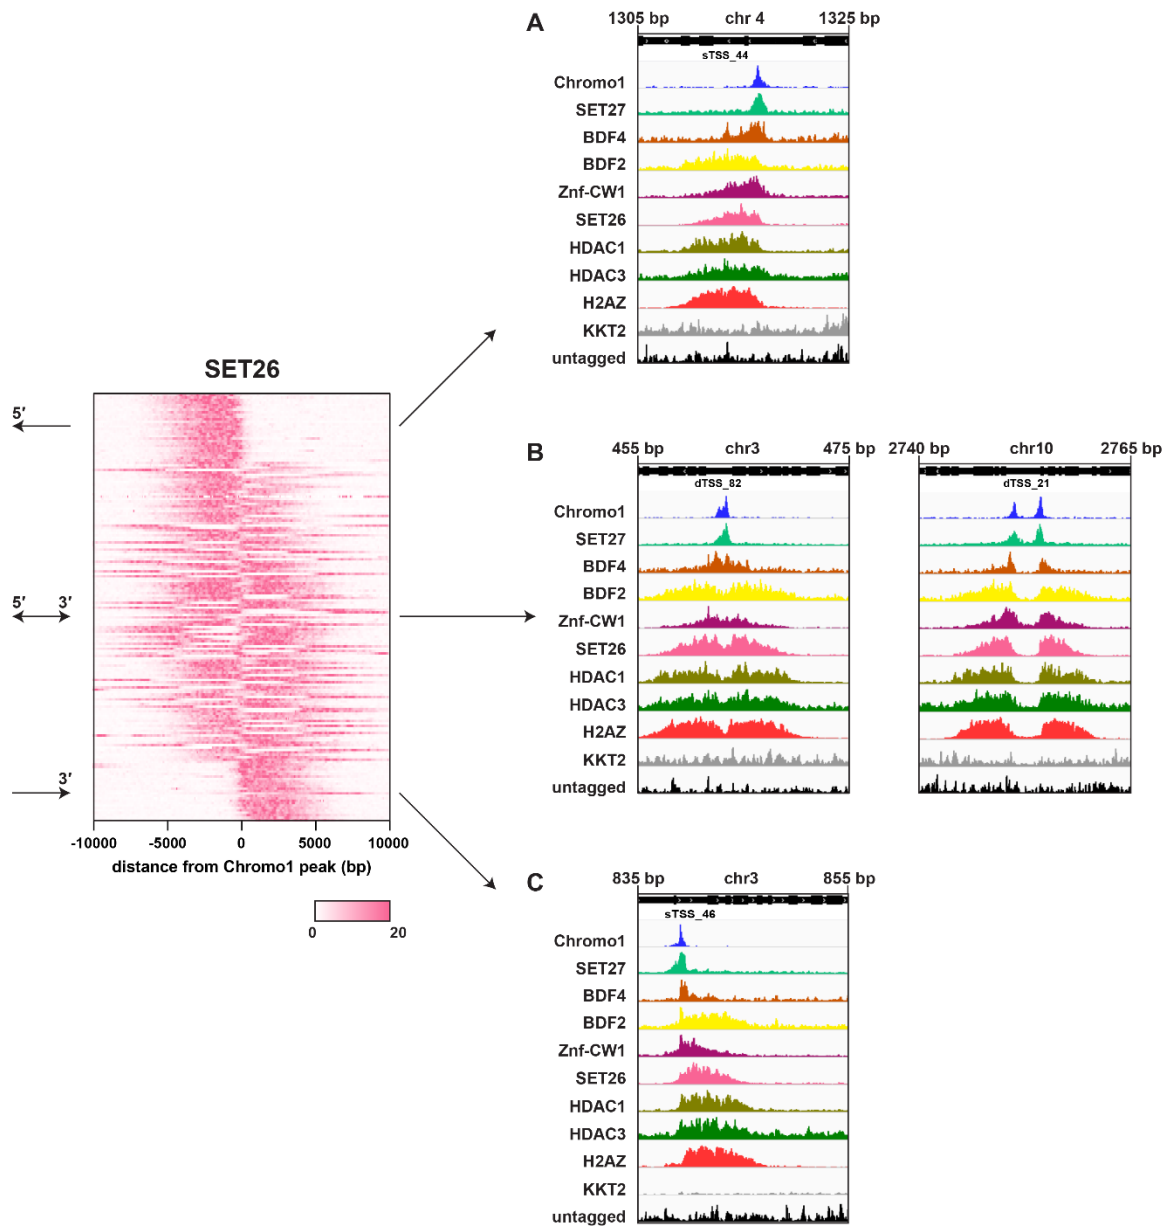 A
1305 bp chr 4 1325 bp
sTSS_44
Chromo1
SET27
BDF4
BDF2
Znf-CW1
SET26
HDAC1
HDAC3
H2AZ
KKT2
untagged
SET26
5′
5′ 3′
3′
-10000 -5000 0 5000 10000
distance from Chromo1 peak (bp)
0 20
B
455 bp chr3 475 bp 2740 bp chr10 2765 bp
dTSS_82 dTSS_21
Chromo1
SET27
BDF4
BDF2
Znf-CW1
SET26
HDAC1
HDAC3
H2AZ
KKT2
untagged
C
835 bp chr3 855 bp
sTSS_46
Chromo1
SET27
BDF4
BDF2
Znf-CW1
SET26
HDAC1
HDAC3
H2AZ
KKT2
untagged